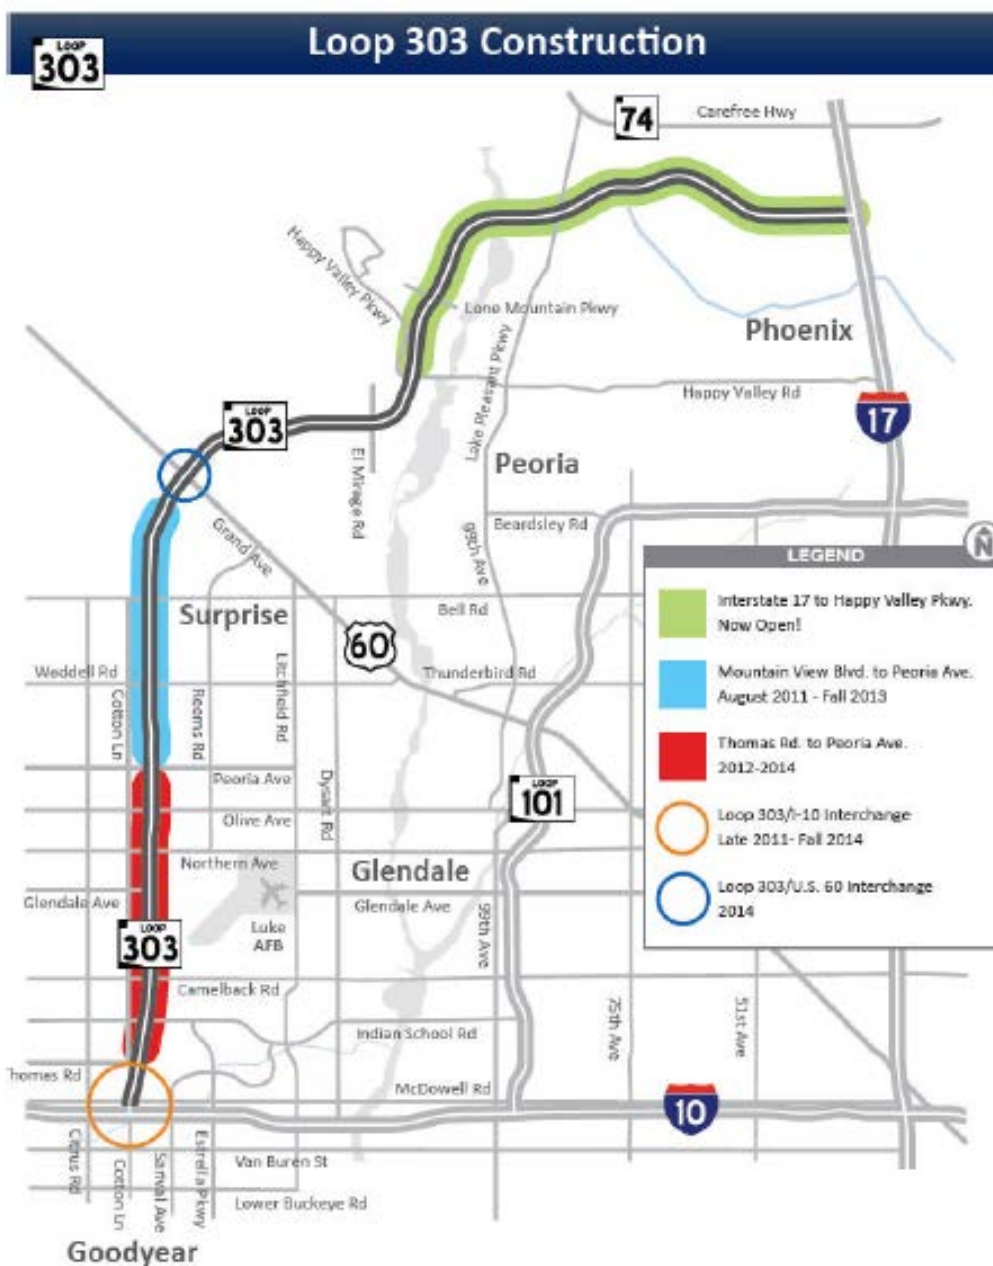 Loop 303 Construction
LOOP
303
74
Carefree Hwy
Happy Valley Pkwy
Lone Mountain Pkwy
Lake Pleasant Pkwy
Phoenix
Happy Valley Rd
17
LOOP
303
El Mirage Rd
Peoria
Grand Ave
Beardsley Rd
99th Ave
N
LEGEND
Interstate 17 to Happy Valley Pkwy.
Now Open!
Mountain View Blvd. to Peoria Ave.
August 2011 - Fall 2013
Thomas Rd. to Peoria Ave.
2012-2014
Loop 303/I-10 Interchange
Late 2011- Fall 2014
Loop 303/U.S. 60 Interchange
2014
Surprise
Bell Rd
60
Waddell Rd
Thunderbird Rd
Cotton Ln
Reems Rd
Litchfield Rd
Peoria Ave
Dysart Rd
LOOP
101
Olive Ave
Northern Ave
Glendale
Glendale Ave
Glendale Ave
99th Ave
LOOP
303
Luke
AFB
Camelback Rd
75th Ave
51st Ave
Indian School Rd
Thomas Rd
McDowell Rd
10
Citrus Rd
Cotton Ln
Sarival Ave
Estrella Pkwy
Van Buren St
Lower Buckeye Rd
Goodyear